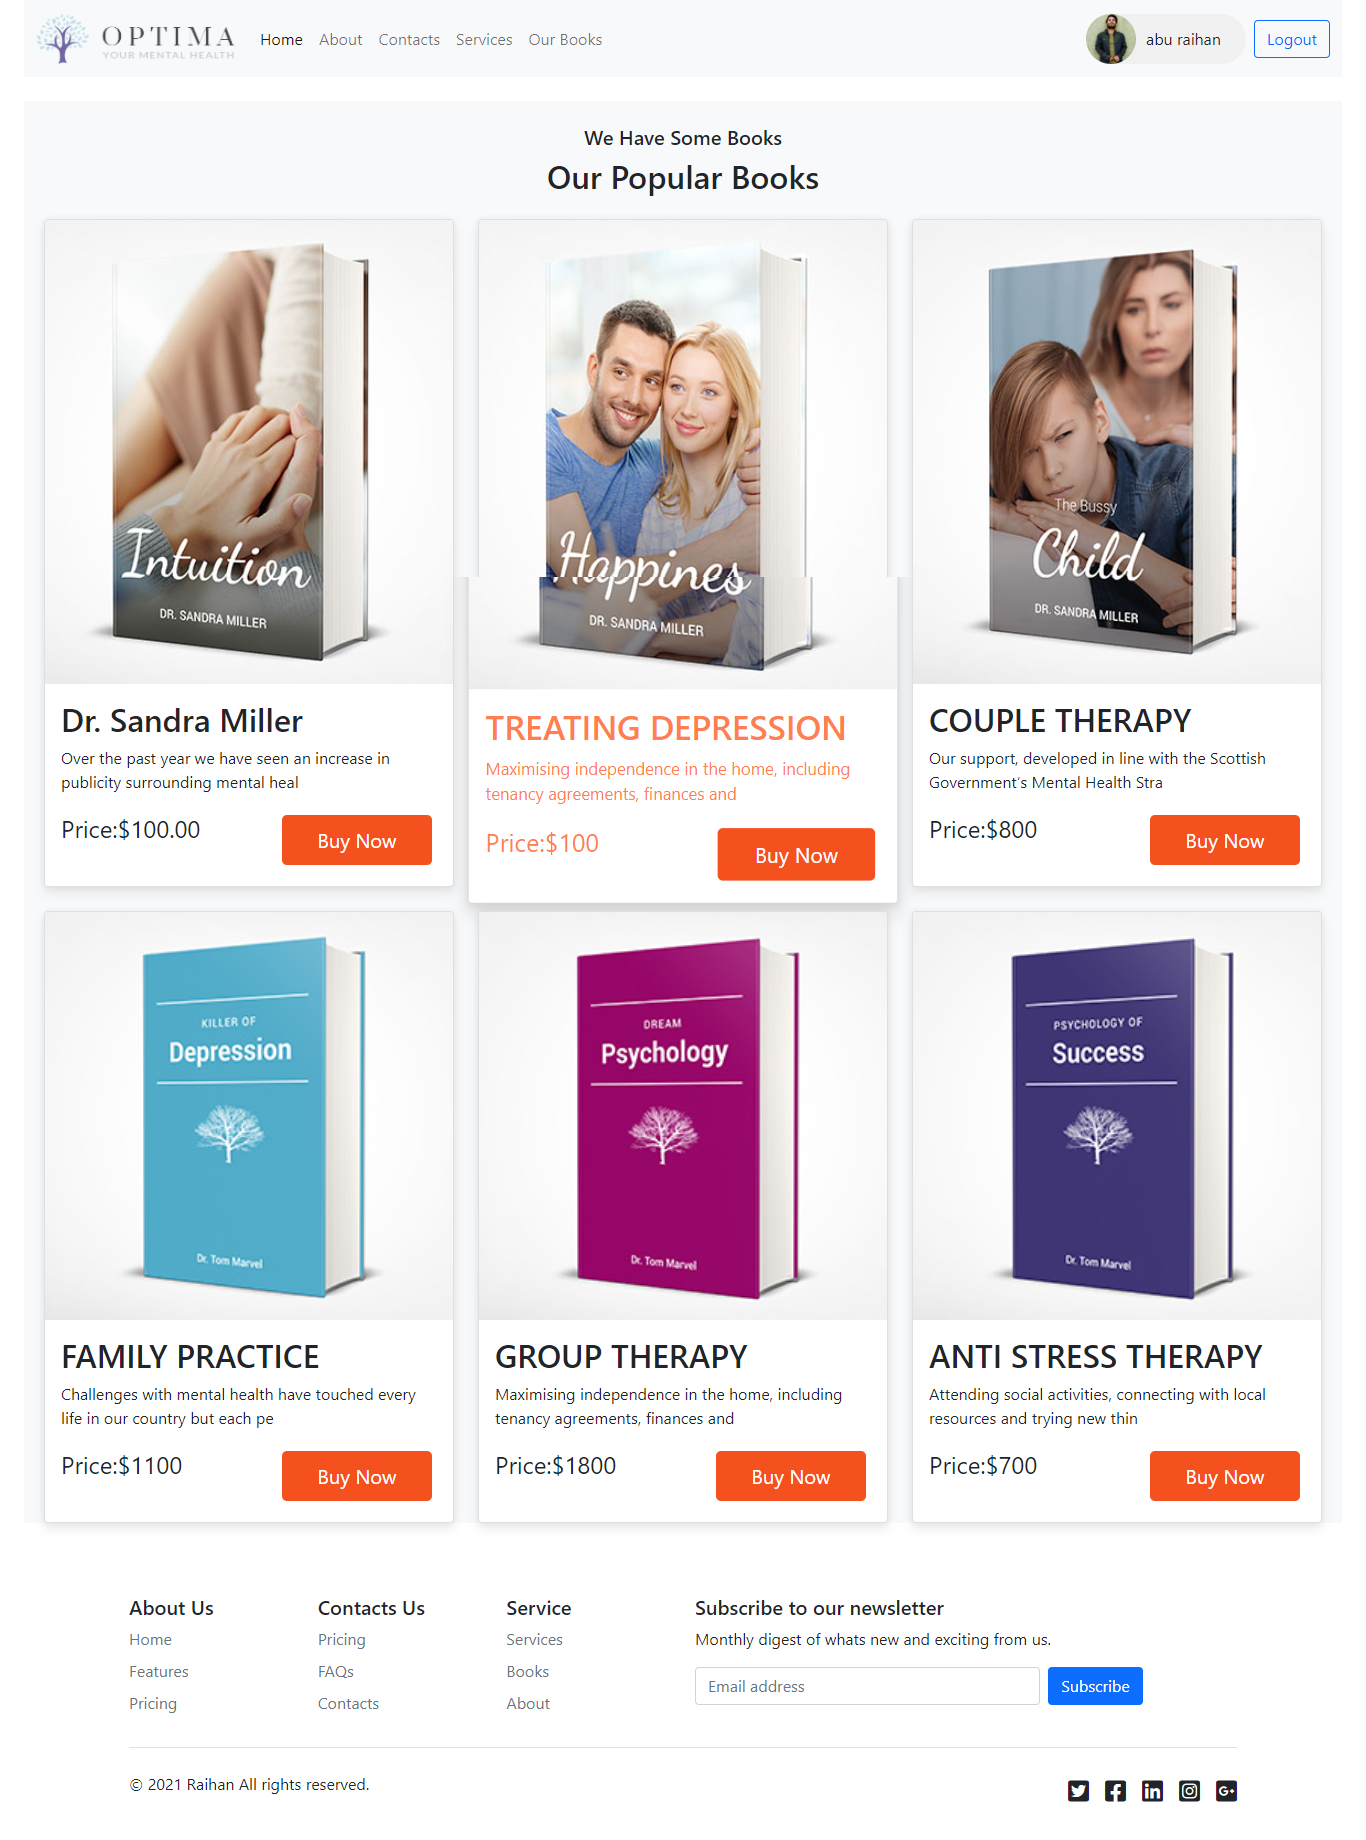 OPTIMA
YOUR MENTAL HEALTH
Home About Contacts Services Our Books
abu raihan
Logout
We Have Some Books
Our Popular Books
Intuition
DR. SANDRA MILLER
Happines
DR. SANDRA MILLER
The Bussy
Child
DR. SANDRA MILLER
Dr. Sandra Miller
Over the past year we have seen an increase in
publicity surrounding mental heal
Price:$100.00
Buy Now
TREATING DEPRESSION
Maximising independence in the home, including
tenancy agreements, finances and
Price:$100
Buy Now
COUPLE THERAPY
Our support, developed in line with the Scottish
Government's Mental Health Stra
Price:$800
Buy Now
KILLER OF
Depression
Dr. Tom Marvel
DREAM
Psychology
Dr. Tom Marvel
PSYCHOLOGY OF
Success
Dr. Tom Marvel
FAMILY PRACTICE
Challenges with mental health have touched every
life in our country but each pe
Price:$1100
Buy Now
GROUP THERAPY
Maximising independence in the home, including
tenancy agreements, finances and
Price:$1800
Buy Now
ANTI STRESS THERAPY
Attending social activities, connecting with local
resources and trying new thin
Price:$700
Buy Now
About Us
Home
Features
Pricing
Contacts Us
Pricing
FAQs
Contacts
Service
Services
Books
About
Subscribe to our newsletter
Monthly digest of whats new and exciting from us.
Email address
Subscribe
© 2021 Raihan All rights reserved.